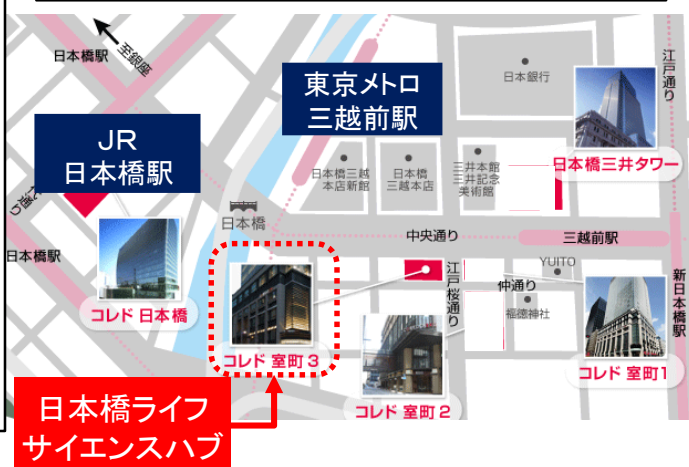 日本橋駅
至銀座
江戸通り
日本銀行
東京メトロ
三越前駅
JR
日本橋駅
日本橋三越
本店新館
日本橋
三越本店
三井本館
三井記念
美術館
日本橋三井タワー
日本橋
中央通り
三越前駅
日本橋駅
コレド 日本橋
江戸桜通り
YUITO
仲通り
福徳神社
新日本橋駅
コレド 室町3
コレド 室町2
コレド 室町1
日本橋ライフ
サイエンスハブ